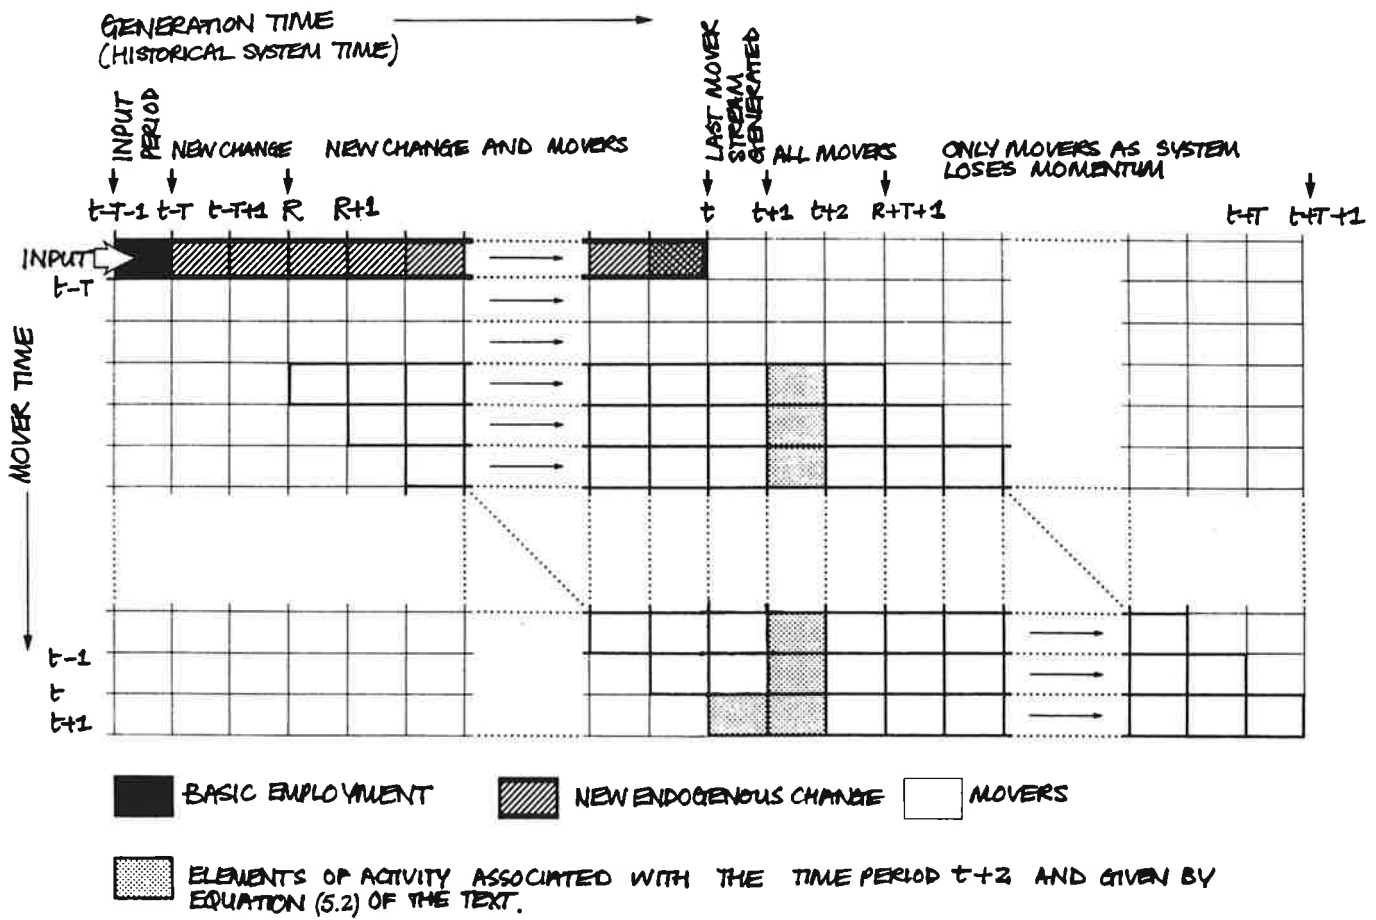 GENERATION TIME
(HISTORICAL SYSTEM TIME)
INPUT
PERIOD
NEW CHANGE
NEW CHANGE AND MOVERS
LAST MOVER
STREAM
GENERATED
ALL MOVERS
ONLY MOVERS AS SYSTEM
LOSES MOMENTUM
t-T-1 t-T t-T+1 R R+1 t t+1 t+2 R+T+1 t+T t+T+1
INPUT
t-T
MOVER TIME
t-1
t
t+1
BASIC EMPLOYMENT
NEW ENDOGENOUS CHANGE
MOVERS
ELEMENTS OF ACTIVITY ASSOCIATED WITH THE TIME PERIOD t+2 AND GIVEN BY
EQUATION (5.2) OF THE TEXT.